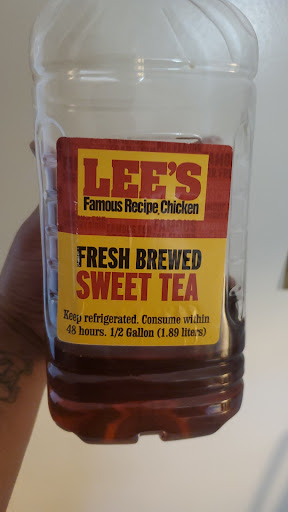 LEE'S
Famous Recipe Chicken
FRESH BREWED
SWEET TEA
Keep refrigerated. Consume within
48 hours. 1/2 Gallon (1.89 liters)